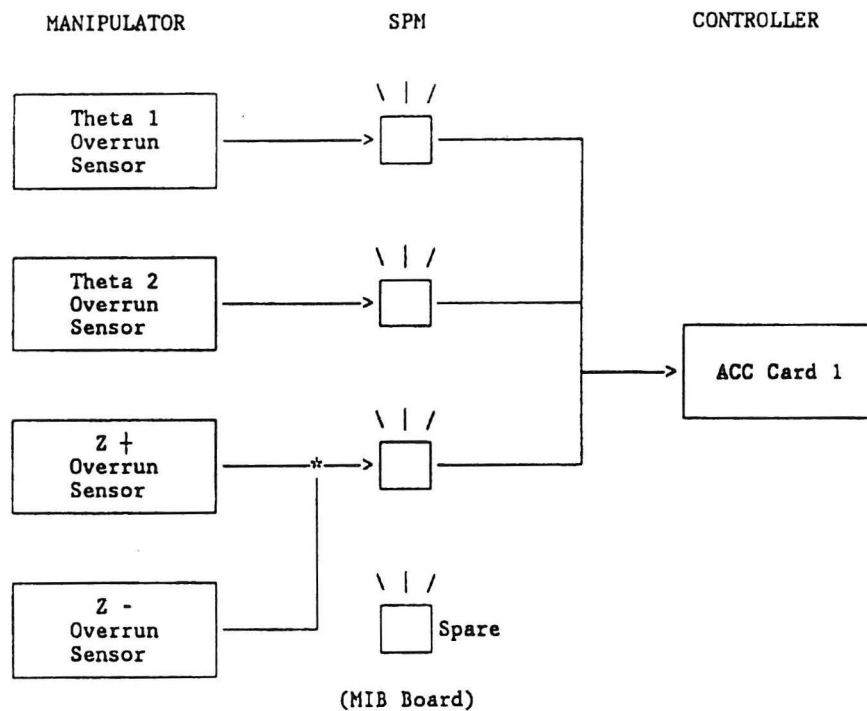 MANIPULATOR SPM CONTROLLER
Theta 1
Overrun
Sensor
Theta 2
Overrun
Sensor
ACC Card 1
Z +
Overrun
Sensor
*
Z -
Overrun
Sensor
Spare
(MIB Board)